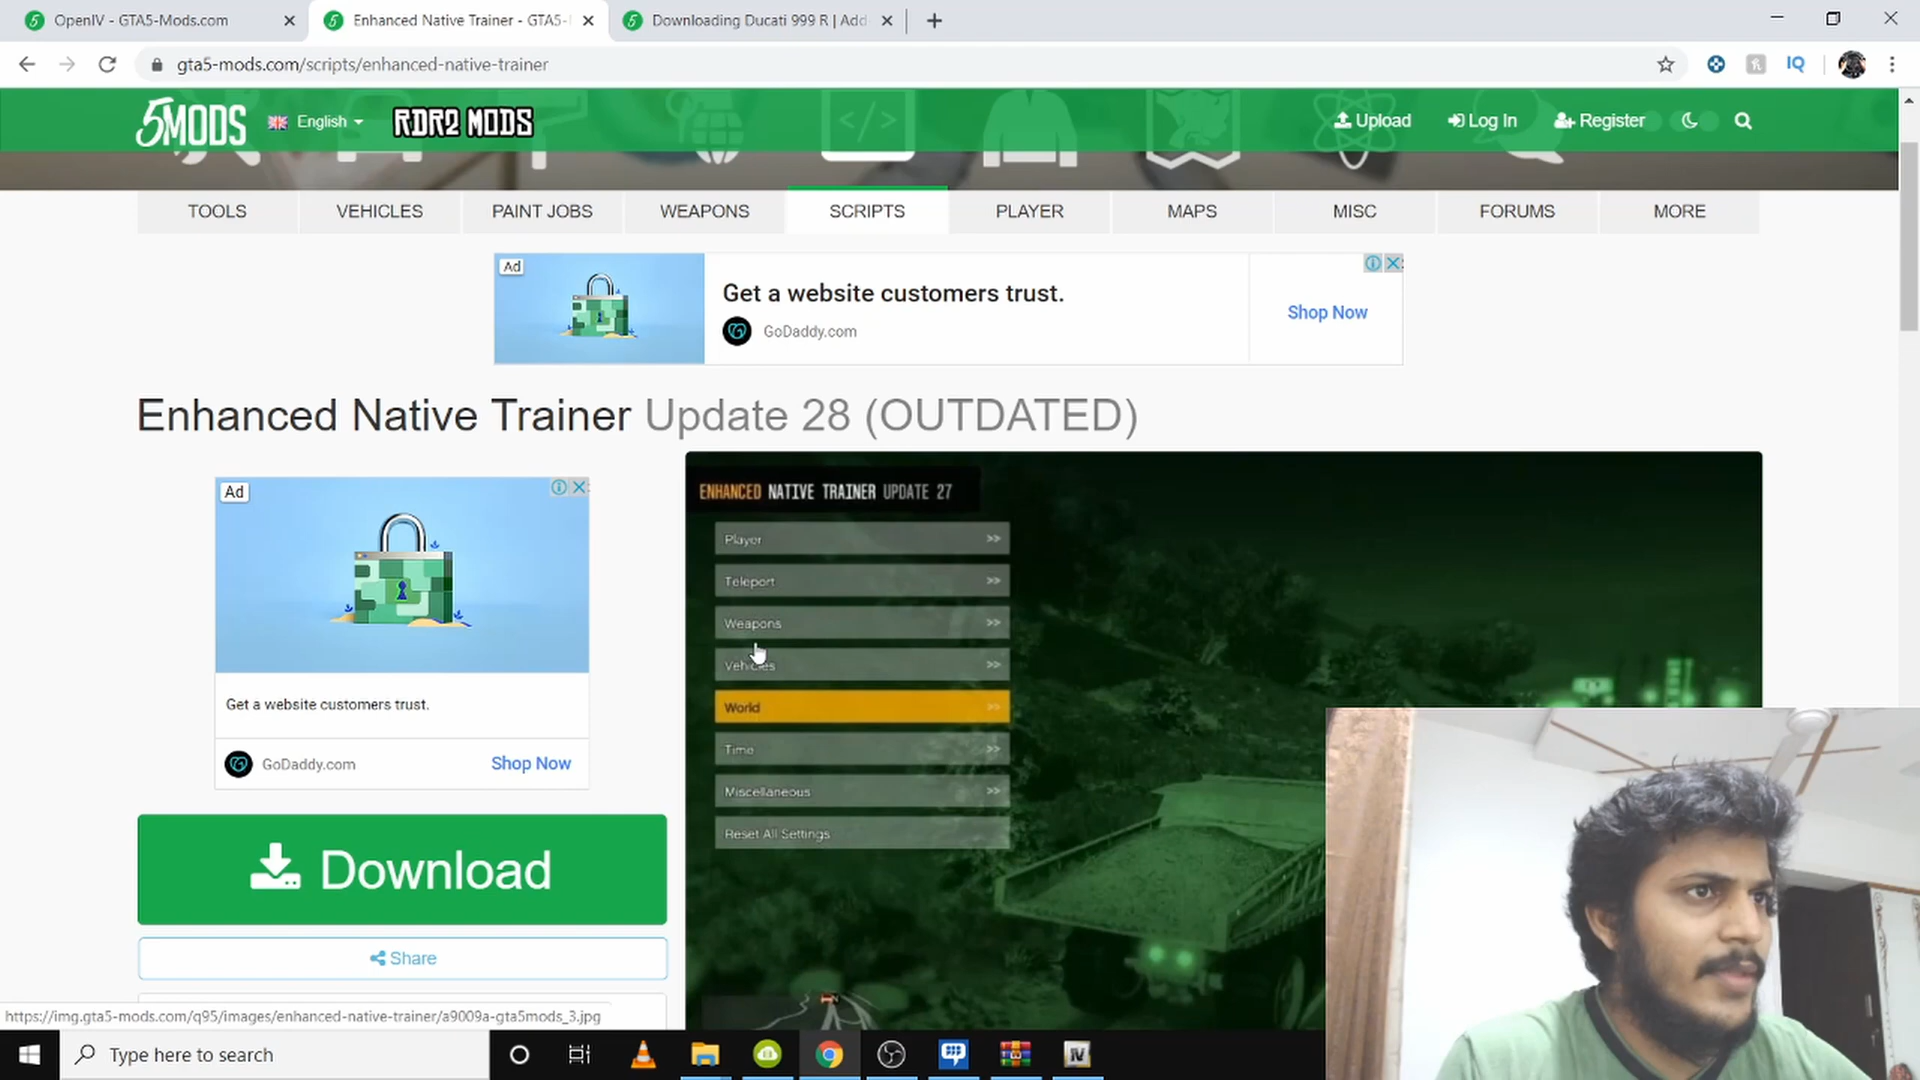 OpenIV - GTA5-Mods.com
Enhanced Native Trainer - GTA5-
Downloading Ducati 999 R | Add
gta5-mods.com/scripts/enhanced-native-trainer
IQ
5MODS
English
RDR2 MODS
Upload
Log In
Register
TOOLS
VEHICLES
PAINT JOBS
WEAPONS
SCRIPTS
PLAYER
MAPS
MISC
FORUMS
MORE
Ad
Get a website customers trust.
GoDaddy.com
Shop Now
Enhanced Native Trainer Update 28 (OUTDATED)
Ad
Get a website customers trust.
GoDaddy.com
Shop Now
Download
Share
ENHANCED NATIVE TRAINER UPDATE 27
Player >>
Teleport >>
Weapons >>
Vehicles >>
World >>
Time >>
Miscellaneous >>
Reset All Settings
https://img.gta5-mods.com/q95/images/enhanced-native-trainer/a9009a-gta5mods_3.jpg
Type here to search
IV